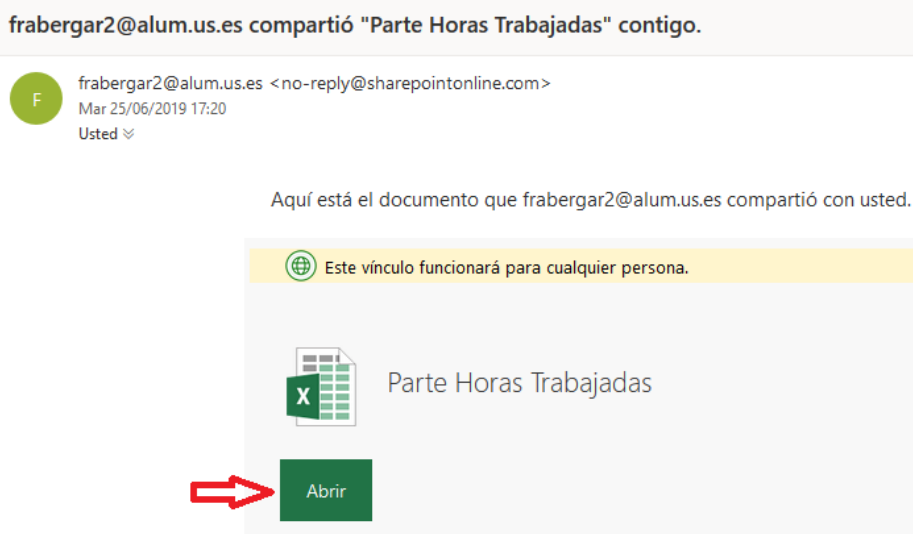 frabergar2@alum.us.es compartió "Parte Horas Trabajadas" contigo.
F
frabergar2@alum.us.es <no-reply@sharepointonline.com>
Mar 25/06/2019 17:20
Usted
Aquí está el documento que frabergar2@alum.us.es compartió con usted.
Este vínculo funcionará para cualquier persona.
X
Parte Horas Trabajadas
Abrir